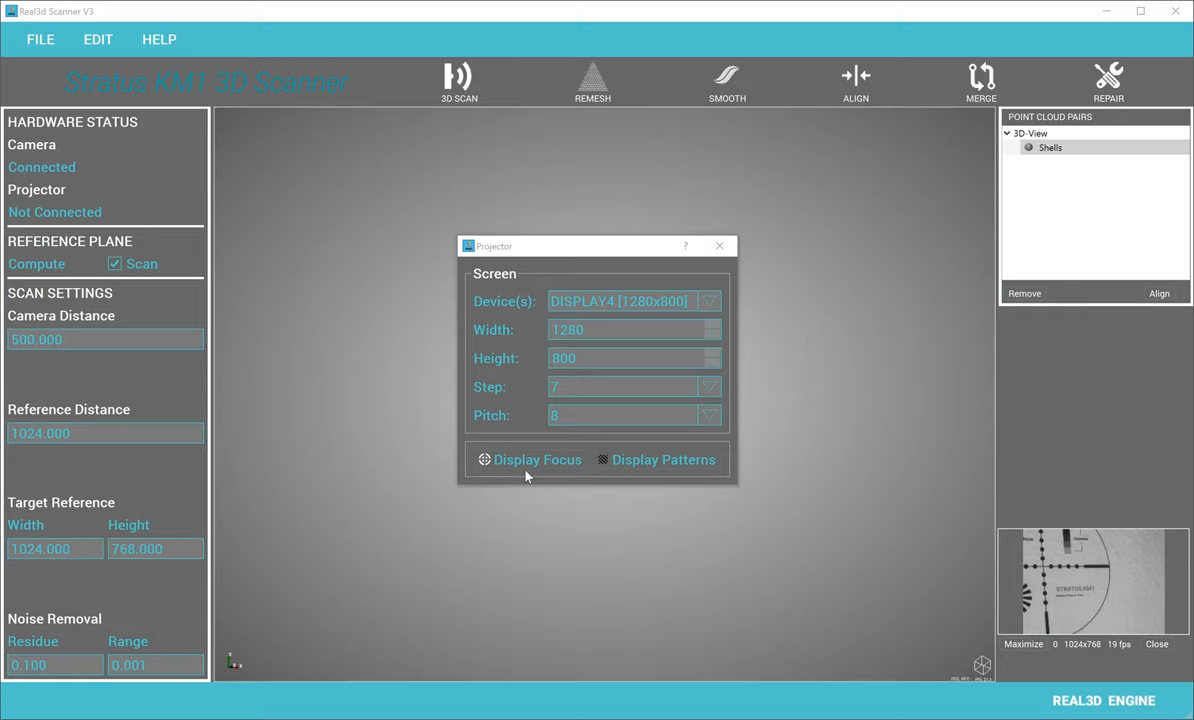 Real3d Scanner V3
FILE EDIT HELP
Stratus KM1 3D Scanner
3D SCAN
REMESH
SMOOTH
ALIGN
MERGE
REPAIR
HARDWARE STATUS
Camera
Connected
Projector
Not Connected
REFERENCE PLANE
Compute Scan
SCAN SETTINGS
Camera Distance
500.000
Reference Distance
1024.000
Target Reference
Width Height
1024.000 768.000
Noise Removal
Residue Range
0.100 0.001
Projector ?
Screen
Device(s): DISPLAY4 [1280x800]
Width: 1280
Height: 800
Step: 7
Pitch: 8
Display Focus Display Patterns
POINT CLOUD PAIRS
3D-View
Shells
Remove Align
STRATUS KM1
Maximize 0 1024x768 19 fps Close
REAL3D ENGINE